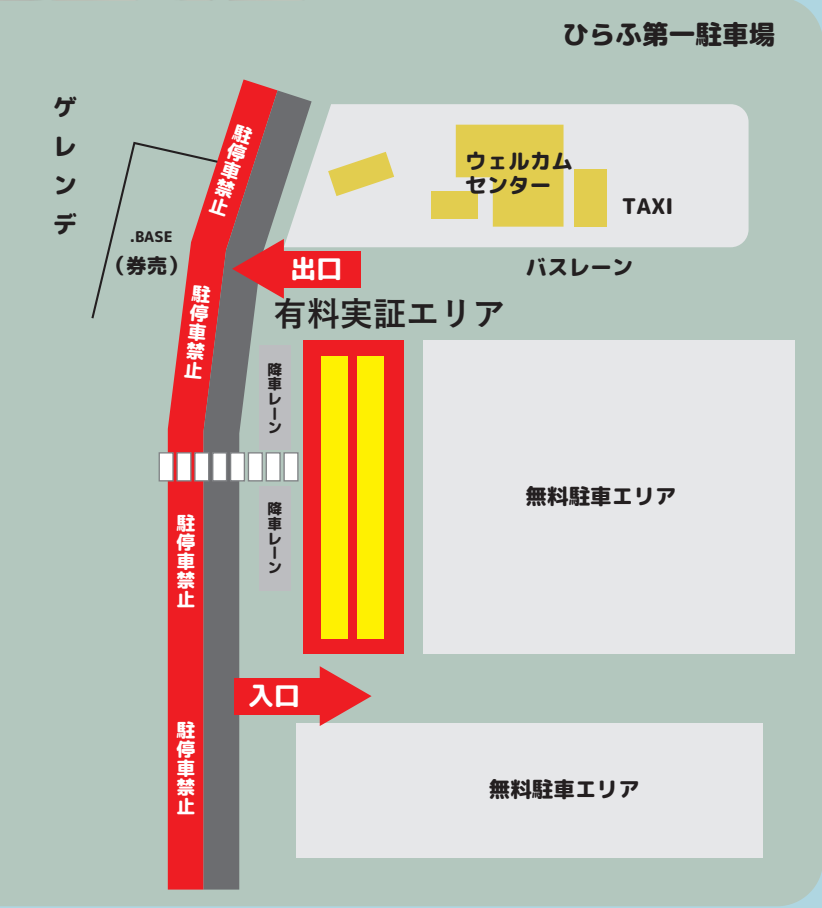 ひらふ第一駐車場
ゲレンデ
駐停車禁止
ウェルカム
センター
TAXI
.BASE
(券売)
出口
バスレーン
駐停車禁止
有料実証エリア
降車レーン
無料駐車エリア
駐停車禁止
降車レーン
入口
駐停車禁止
無料駐車エリア